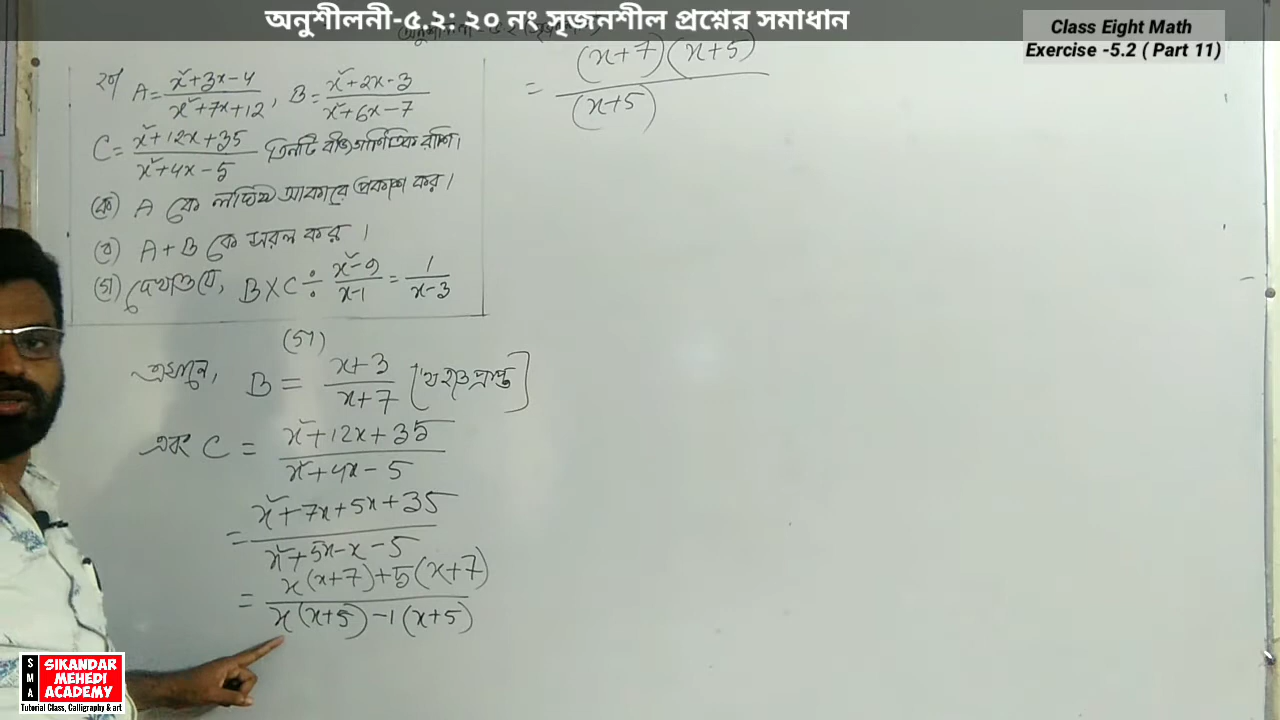 অনুশীলনী-৫.২: ২০ নং সৃজনশীল প্রশ্নের সমাধান
Class Eight Math
Exercise -5.2 ( Part 11)
২০) A = (x²+3x-4)/(x²+7x+12), B = (x²+2x-3)/(x²+6x-7)
C = (x²+12x+35)/(x²+4x-5) তিনটি বীজগাণিতিক রাশি।
(ক) A কে লঘিষ্ঠ আকারে প্রকাশ কর।
(খ) A+B কে সরল কর।
(গ) দেখাও যে, B×C÷(x²-9)/(x-1) = 1/(x-3)
(গ)
এখানে, B = (x+3)/(x+7) [খ হতে প্রাপ্ত]
এবং C = (x²+12x+35)/(x²+4x-5)
= (x²+7x+5x+35)/(x²+5x-x-5)
= (x(x+7)+5(x+7))/(x(x+5)-1(x+5))
= ((x+7)(x+5))/((x+5)
SMA
SIKANDAR
MEHEDI
ACADEMY
Tutorial Class, Calligraphy & art